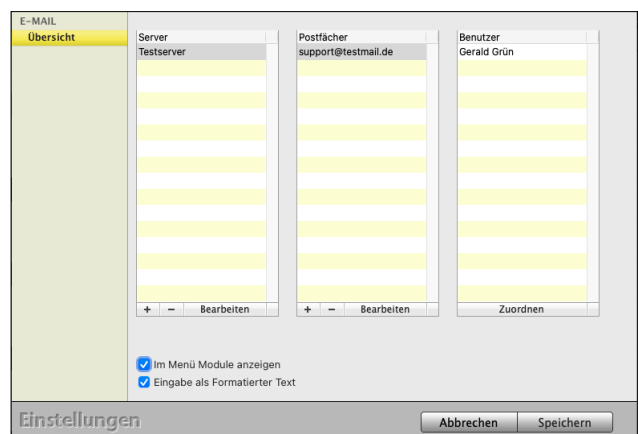 E-MAIL
Übersicht
Server
Testserver
+ − Bearbeiten
Postfächer
support@testmail.de
+ − Bearbeiten
Benutzer
Gerald Grün
Zuordnen
Im Menü Module anzeigen
Eingabe als Formatierter Text
Einstellungen
Abbrechen
Speichern